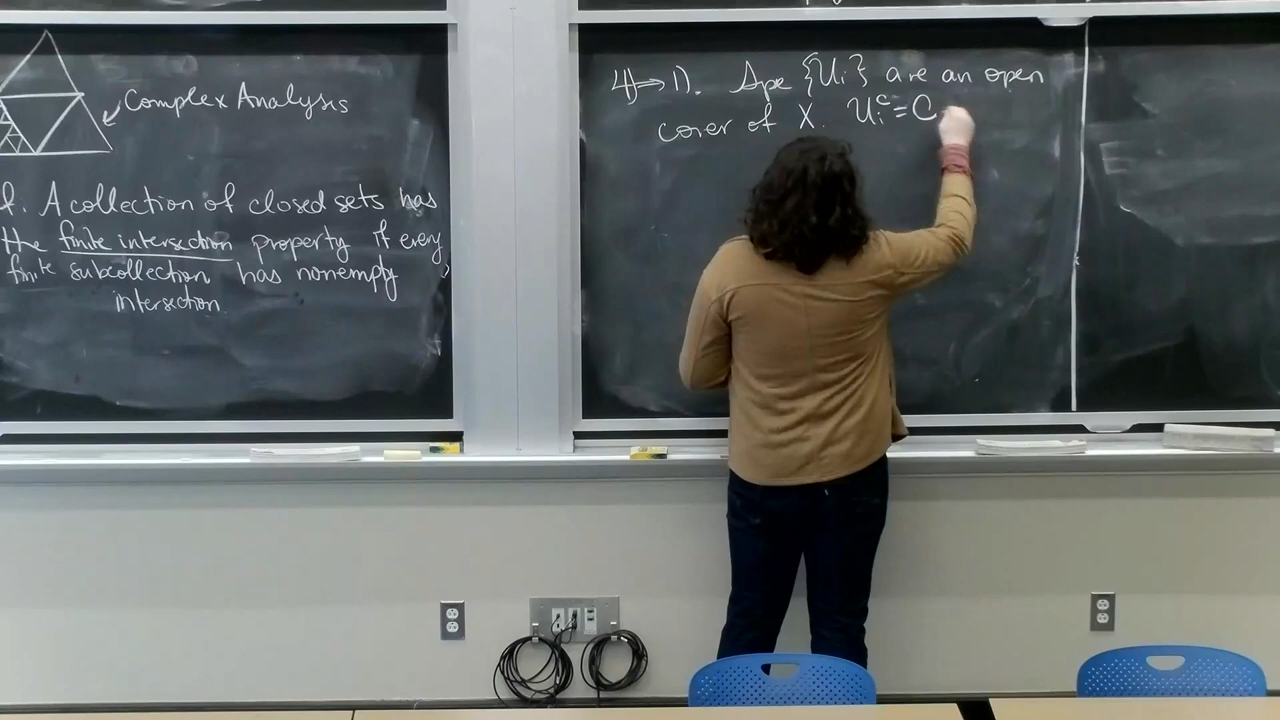 Complex Analysis
f. A collection of closed sets has
the finite intersection property if every
finite subcollection has nonempty
intersection.
4) → 1). Spse {Ui} are an open
cover of X. Uiᶜ = C